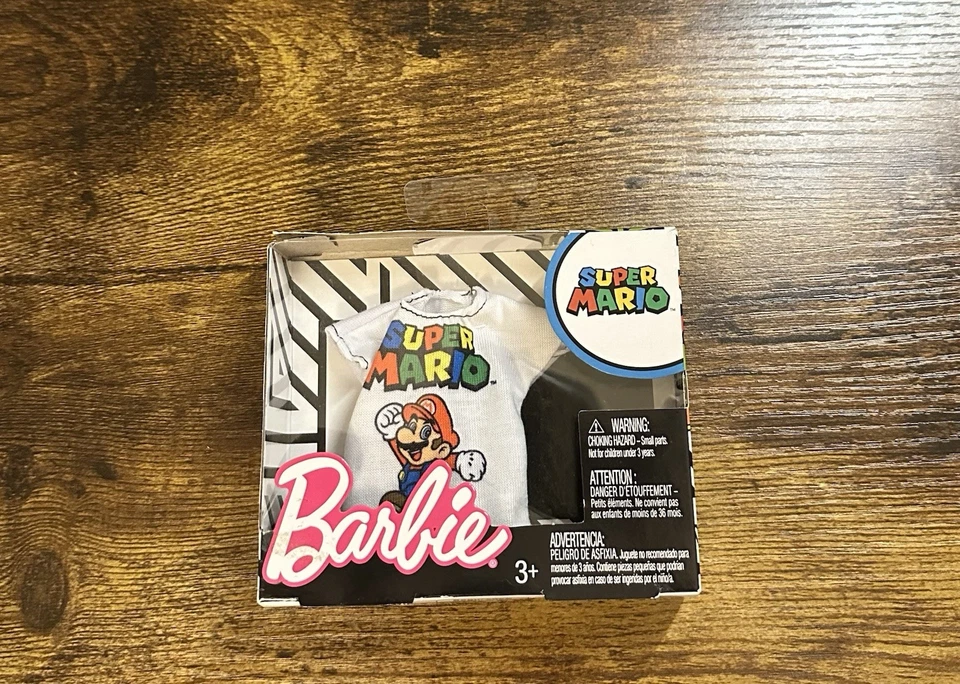 SUPER
MARIO™
SUPER
MARIO™
M
Barbie®
3+
⚠ WARNING:
CHOKING HAZARD – Small parts.
Not for children under 3 years.
ATTENTION :
DANGER D'ÉTOUFFEMENT –
Petits éléments. Ne convient pas
aux enfants de moins de 36 mois.
ADVERTENCIA:
PELIGRO DE ASFIXIA. Juguete no recomendado para
menores de 3 años. Contiene piezas pequeñas que podrían
provocar asfixia en caso de ser ingeridas por el niño/a.